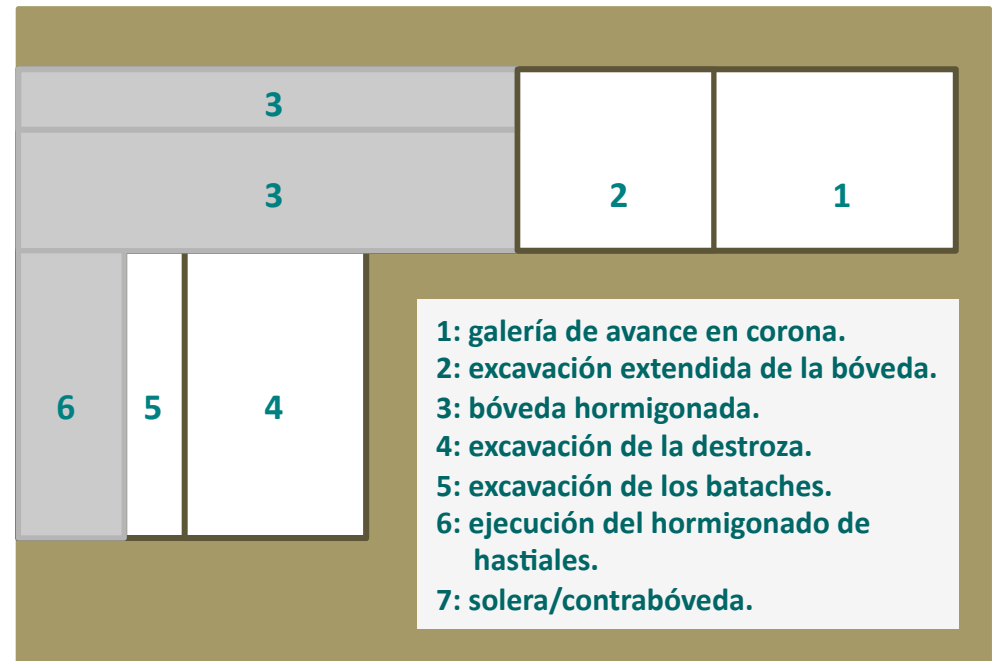 3
3
2
1
6
5
4
1: galería de avance en corona.
2: excavación extendida de la bóveda.
3: bóveda hormigonada.
4: excavación de la destroza.
5: excavación de los bataches.
6: ejecución del hormigonado de
hastiales.
7: solera/contrabóveda.